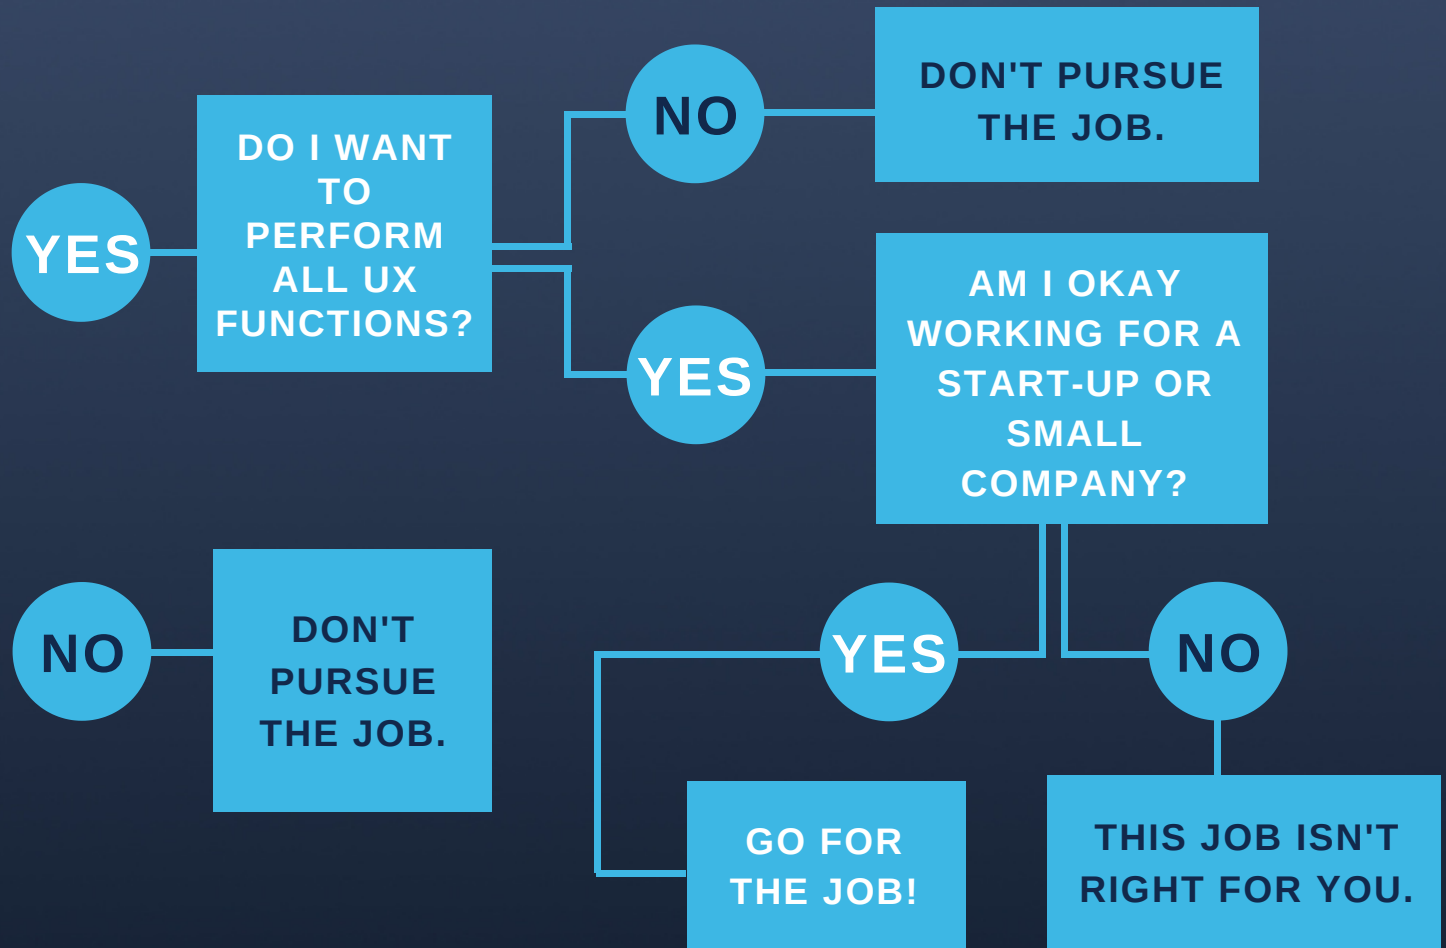 YES
DO I WANT
TO
PERFORM
ALL UX
FUNCTIONS?
NO
DON'T PURSUE
THE JOB.
YES
AM I OKAY
WORKING FOR A
START-UP OR
SMALL
COMPANY?
NO
DON'T
PURSUE
THE JOB.
YES
GO FOR
THE JOB!
NO
THIS JOB ISN'T
RIGHT FOR YOU.